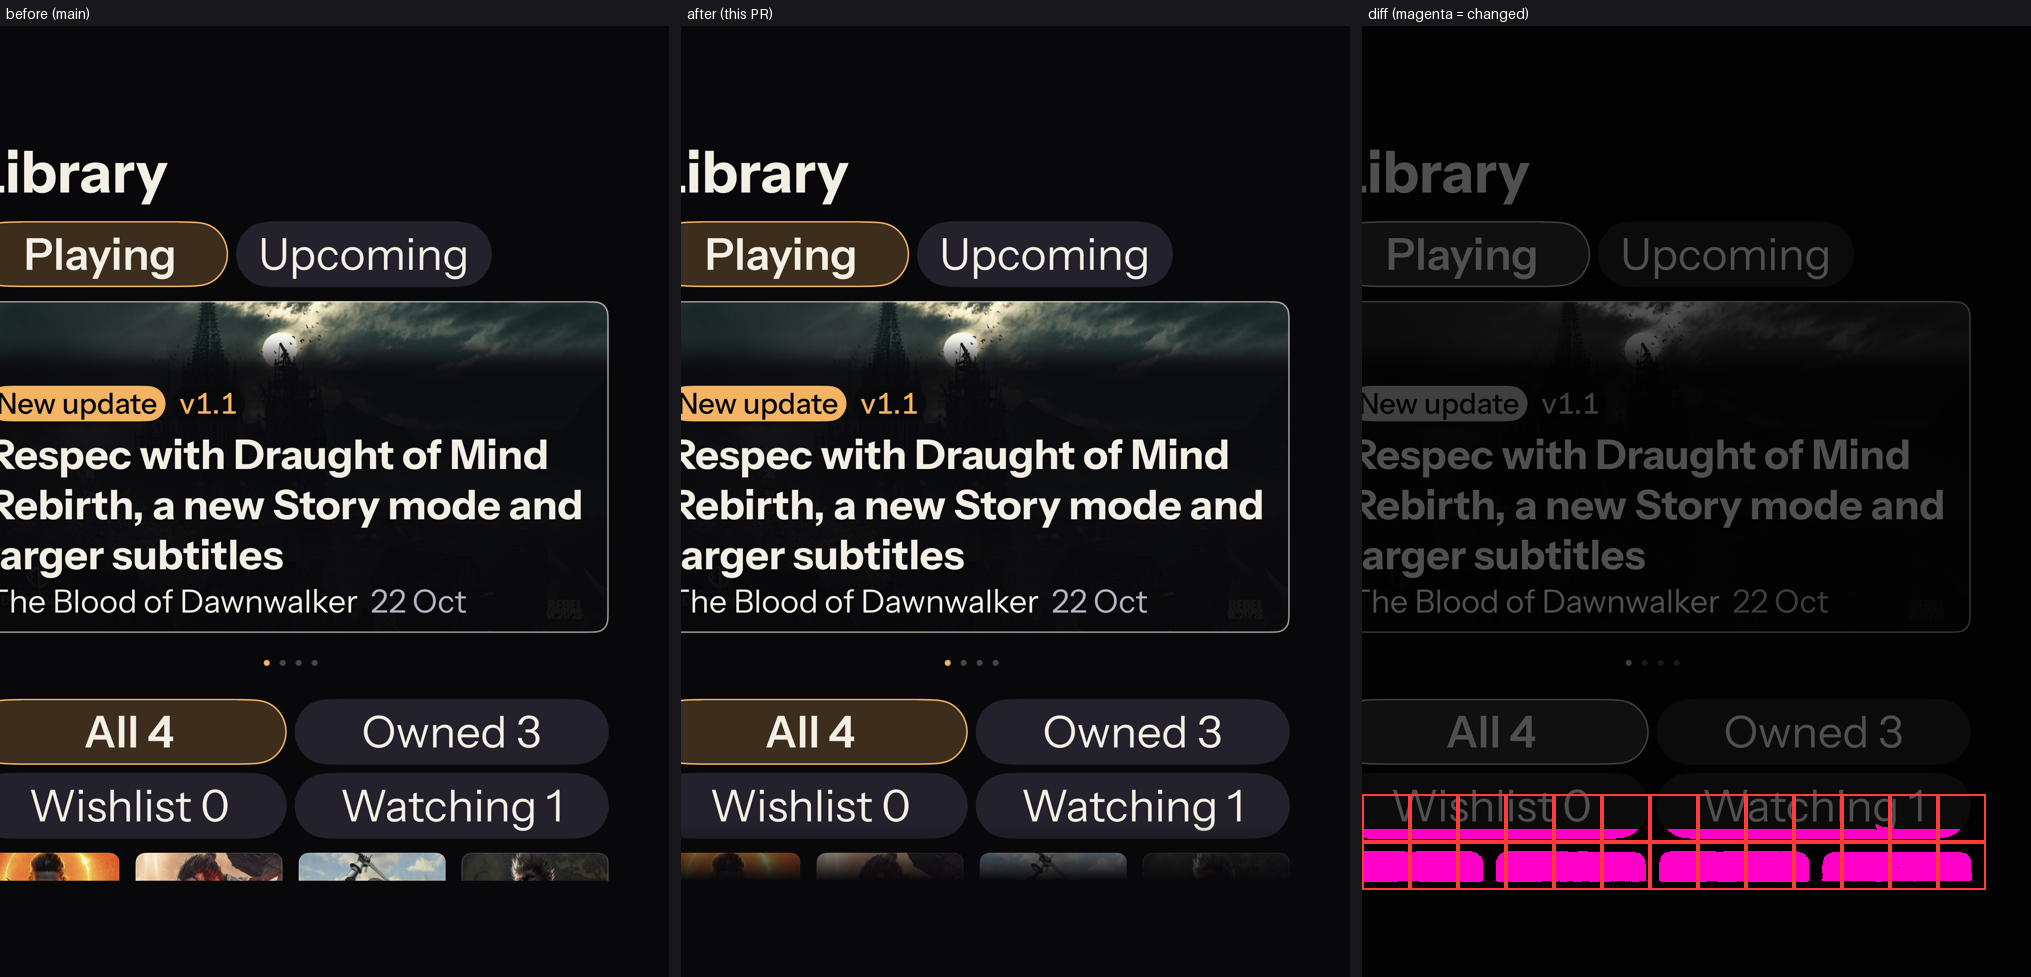 before (main)
after (this PR)
diff (magenta = changed)
Library
Playing
Upcoming
New update v1.1
Respec with Draught of Mind
Rebirth, a new Story mode and
larger subtitles
The Blood of Dawnwalker 22 Oct
All 4
Owned 3
Wishlist 0
Watching 1
Library
Playing
Upcoming
New update v1.1
Respec with Draught of Mind
Rebirth, a new Story mode and
larger subtitles
The Blood of Dawnwalker 22 Oct
All 4
Owned 3
Wishlist 0
Watching 1
Library
Playing
Upcoming
New update v1.1
Respec with Draught of Mind
Rebirth, a new Story mode and
larger subtitles
The Blood of Dawnwalker 22 Oct
All 4
Owned 3
Wishlist 0
Watching 1